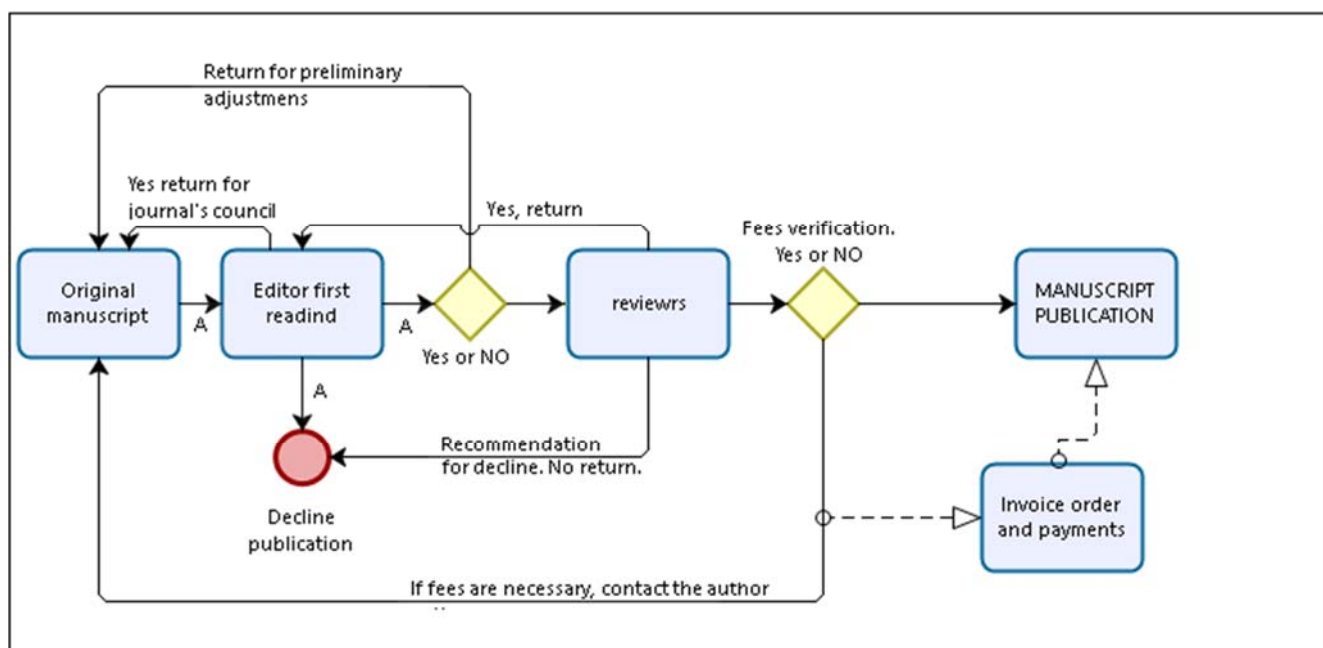 Return for preliminary
adjustmens
Yes return for
journal's council
Yes, return
Fees verification.
Yes or NO
Original
manuscript
A
Editor first
readind
A
Yes or NO
reviewrs
MANUSCRIPT
PUBLICATION
A
Recommendation
for decline. No return.
Decline
publication
Invoice order
and payments
If fees are necessary, contact the author